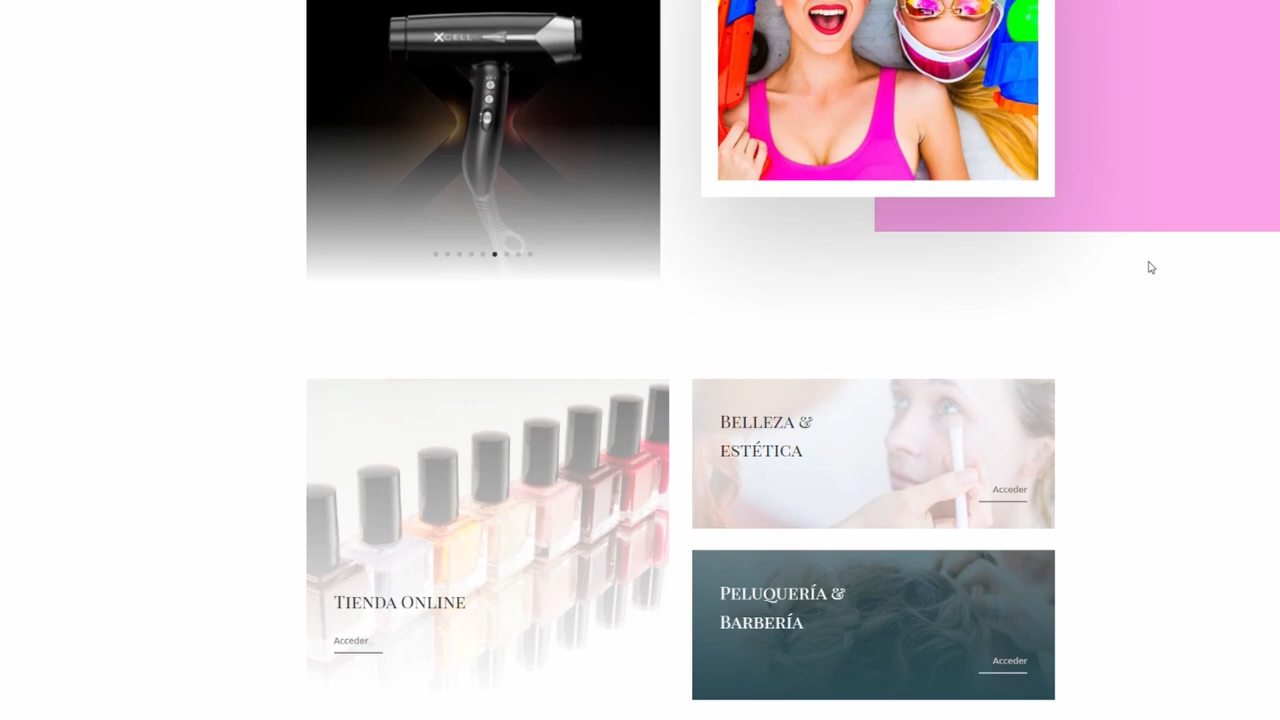 XCELL
Tienda Online
Acceder
Belleza &
estética
Acceder
Peluquería &
Barbería
Acceder